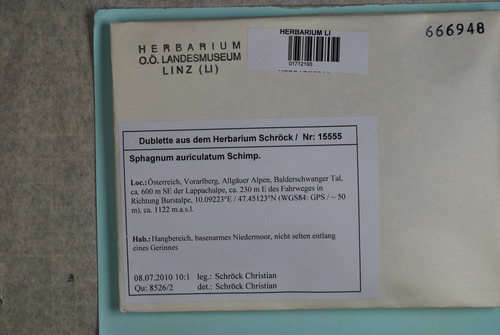 HERBARIUM
O.Ö. LANDESMUSEUM
LINZ (LI)
HERBARIUM LI
01712193
666948
Dublette aus dem Herbarium Schröck / Nr: 15555
Sphagnum auriculatum Schimp.
Loc.: Österreich, Vorarlberg, Allgäuer Alpen, Balderschwanger Tal,
ca. 600 m SE der Lappachalpe, ca. 230 m E des Fahrweges in
Richtung Burstalpe, 10.09223°E / 47.45123°N (WGS84: GPS / ~ 50
m), ca. 1122 m.a.s.l.
Hab.: Hangbereich, basenarmes Niedermoor, nicht selten entlang
eines Gerinnes
08.07.2010 10:1 leg.: Schröck Christian
Qu: 8526/2 det.: Schröck Christian